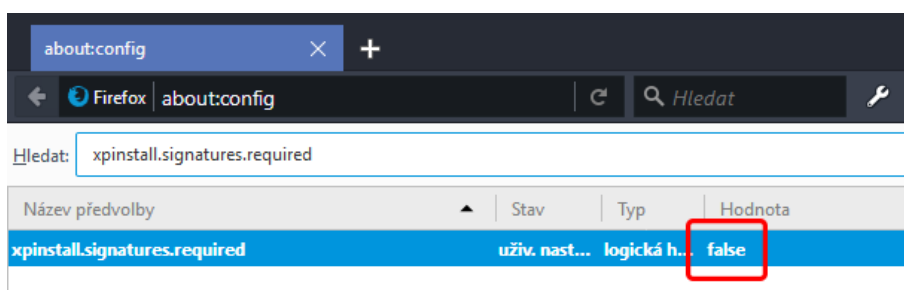 about:config
Firefox about:config Hledat
Hledat: xpinstall.signatures.required
Název předvolby Stav Typ Hodnota
xpinstall.signatures.required uživ. nast... logická h... false